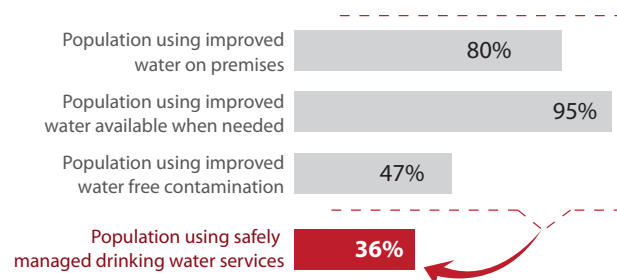 Population using improved
water on premises
80%
Population using improved
water available when needed
95%
Population using improved
water free contamination
47%
Population using safely
managed drinking water services
36%